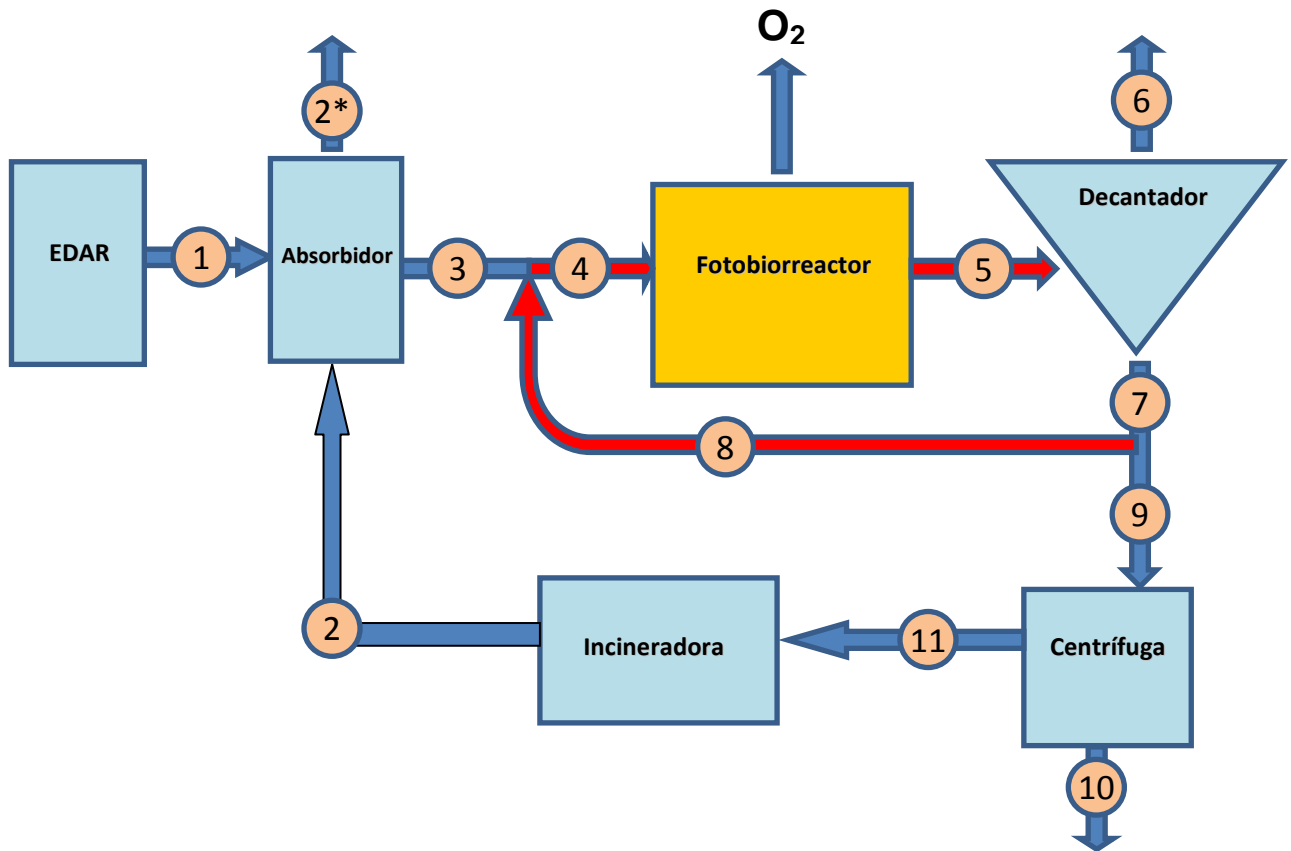 O₂
2*
6
EDAR
1
Absorbidor
3
4
Fotobiorreactor
5
Decantador
7
8
9
2
Incineradora
11
Centrífuga
10